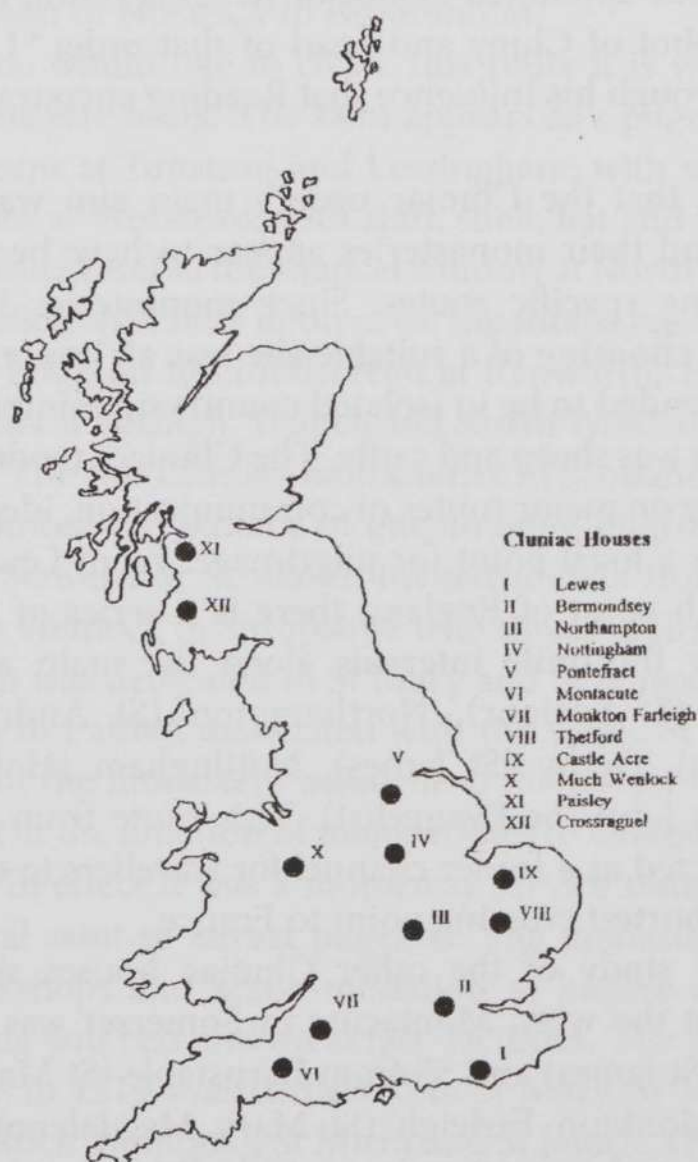 Cluniac Houses
I Lewes
II Bermondsey
III Northampton
IV Nottingham
V Pontefract
VI Montacute
VII Monkton Farleigh
VIII Thetford
IX Castle Acre
X Much Wenlock
XI Paisley
XII Crossraguel
XI
XII
V
X
IV
IX
III
VIII
II
VII
I
VI